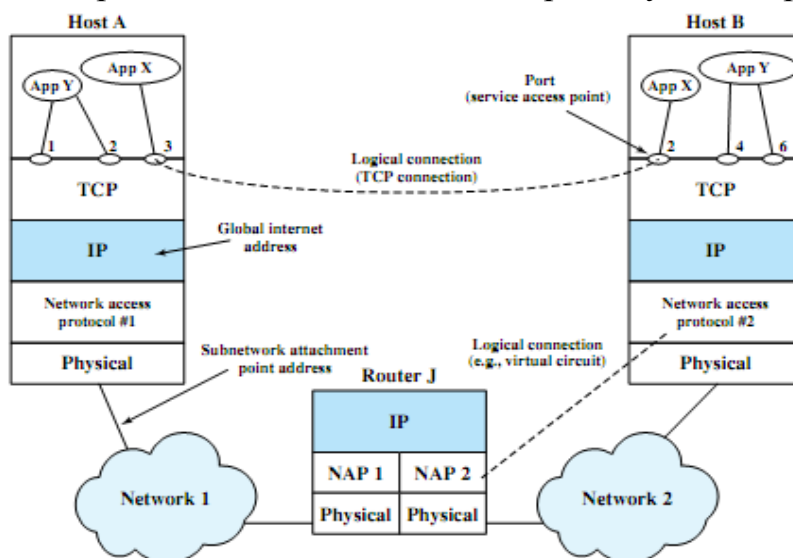 Host A
Host B
App X
App Y
Port
(service access point)
App X
App Y
1
2
3
2
4
6
Logical connection
(TCP connection)
TCP
TCP
Global internet
address
IP
IP
Network access
protocol #1
Network access
protocol #2
Logical connection
(e.g., virtual circuit)
Subnetwork attachment
point address
Physical
Physical
Router J
IP
NAP 1
NAP 2
Network 1
Physical
Physical
Network 2